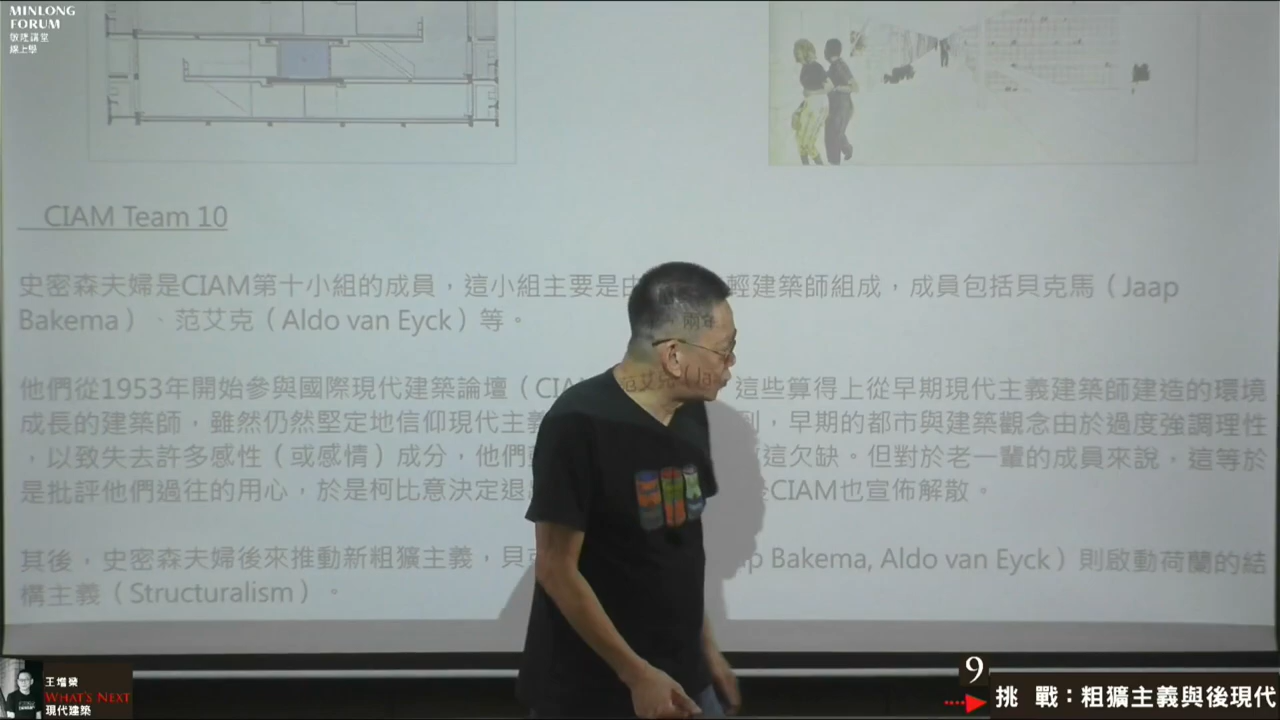 MINLONG
FORUM
敏隆講堂
線上學
CIAM Team 10
史密森夫婦是CIAM第十小組的成員，這小組主要是由 輕建築師組成，成員包括貝克馬（Jaap
Bakema）、范艾克（Aldo van Eyck）等。
他們從1953年開始參與國際現代建築論壇（CIA 這些算得上從早期現代主義建築師建造的環境
成長的建築師，雖然仍然堅定地信仰現代主義 到，早期的都市與建築觀念由於過度強調理性
，以致失去許多感性（或感情）成分，他們 這欠缺。但對於老一輩的成員來說，這等於
是批評他們過往的用心，於是柯比意決定退出 CIAM也宣佈解散。
其後，史密森夫婦後來推動新粗獷主義，貝 Bakema, Aldo van Eyck）則啟動荷蘭的結
構主義（Structuralism）。
王增榮
WHAT'S NEXT
現代建築
9
挑 戰：粗獷主義與後現代